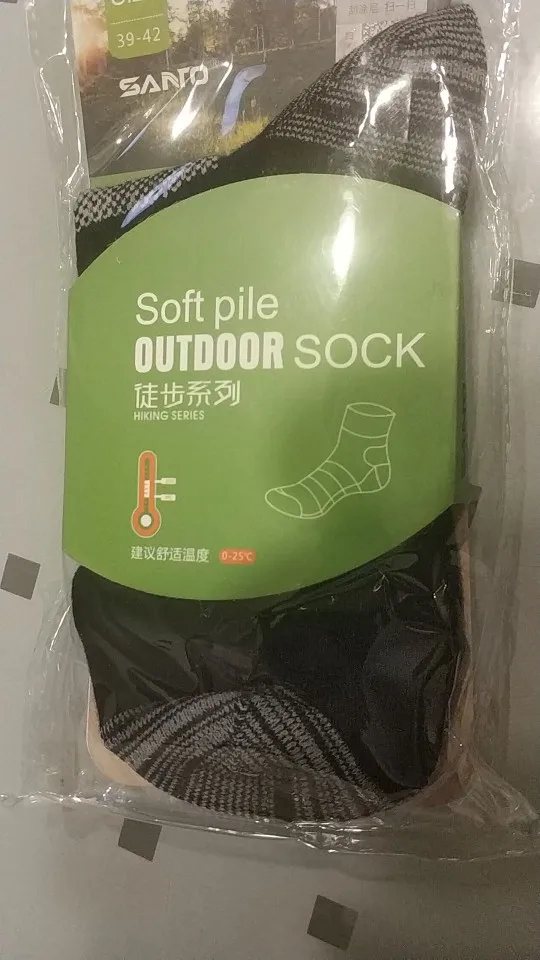 39-42
SANTO
Soft pile
OUTDOOR SOCK
徒步系列
HIKING SERIES
建议舒适温度 0-25℃